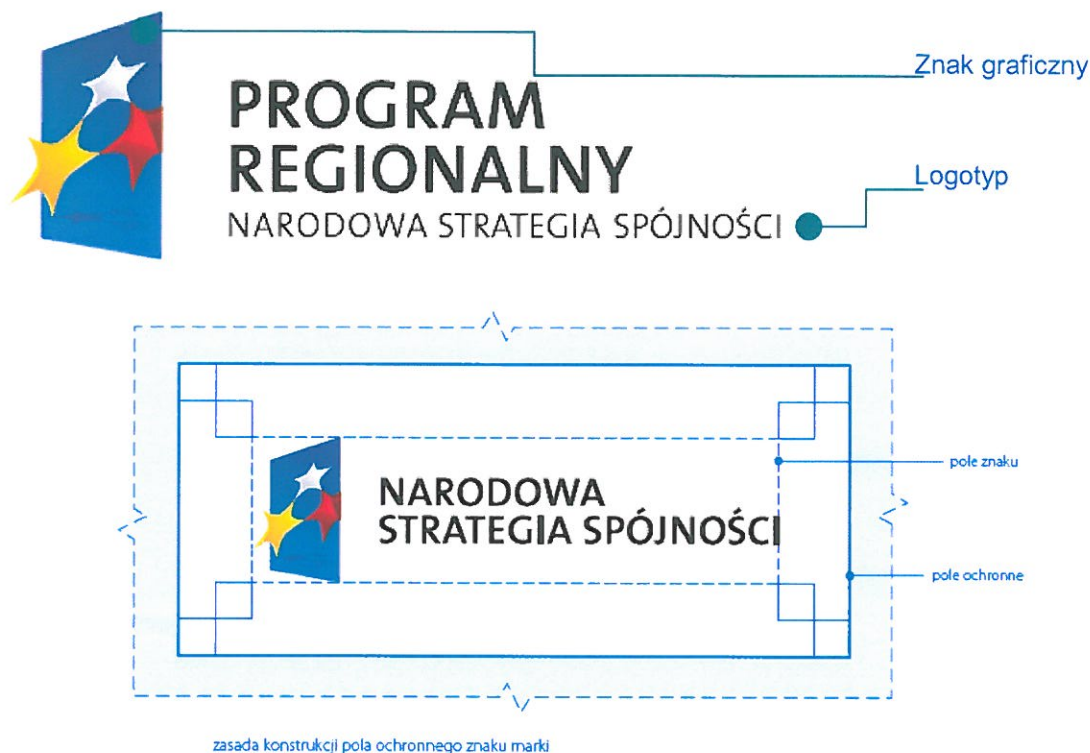 Znak graficzny
PROGRAM
REGIONALNY
Logotyp
NARODOWA STRATEGIA SPÓJNOŚCI
NARODOWA
STRATEGIA SPÓJNOŚCI
pole znaku
pole ochronne
zasada konstrukcji pola ochronnego znaku marki